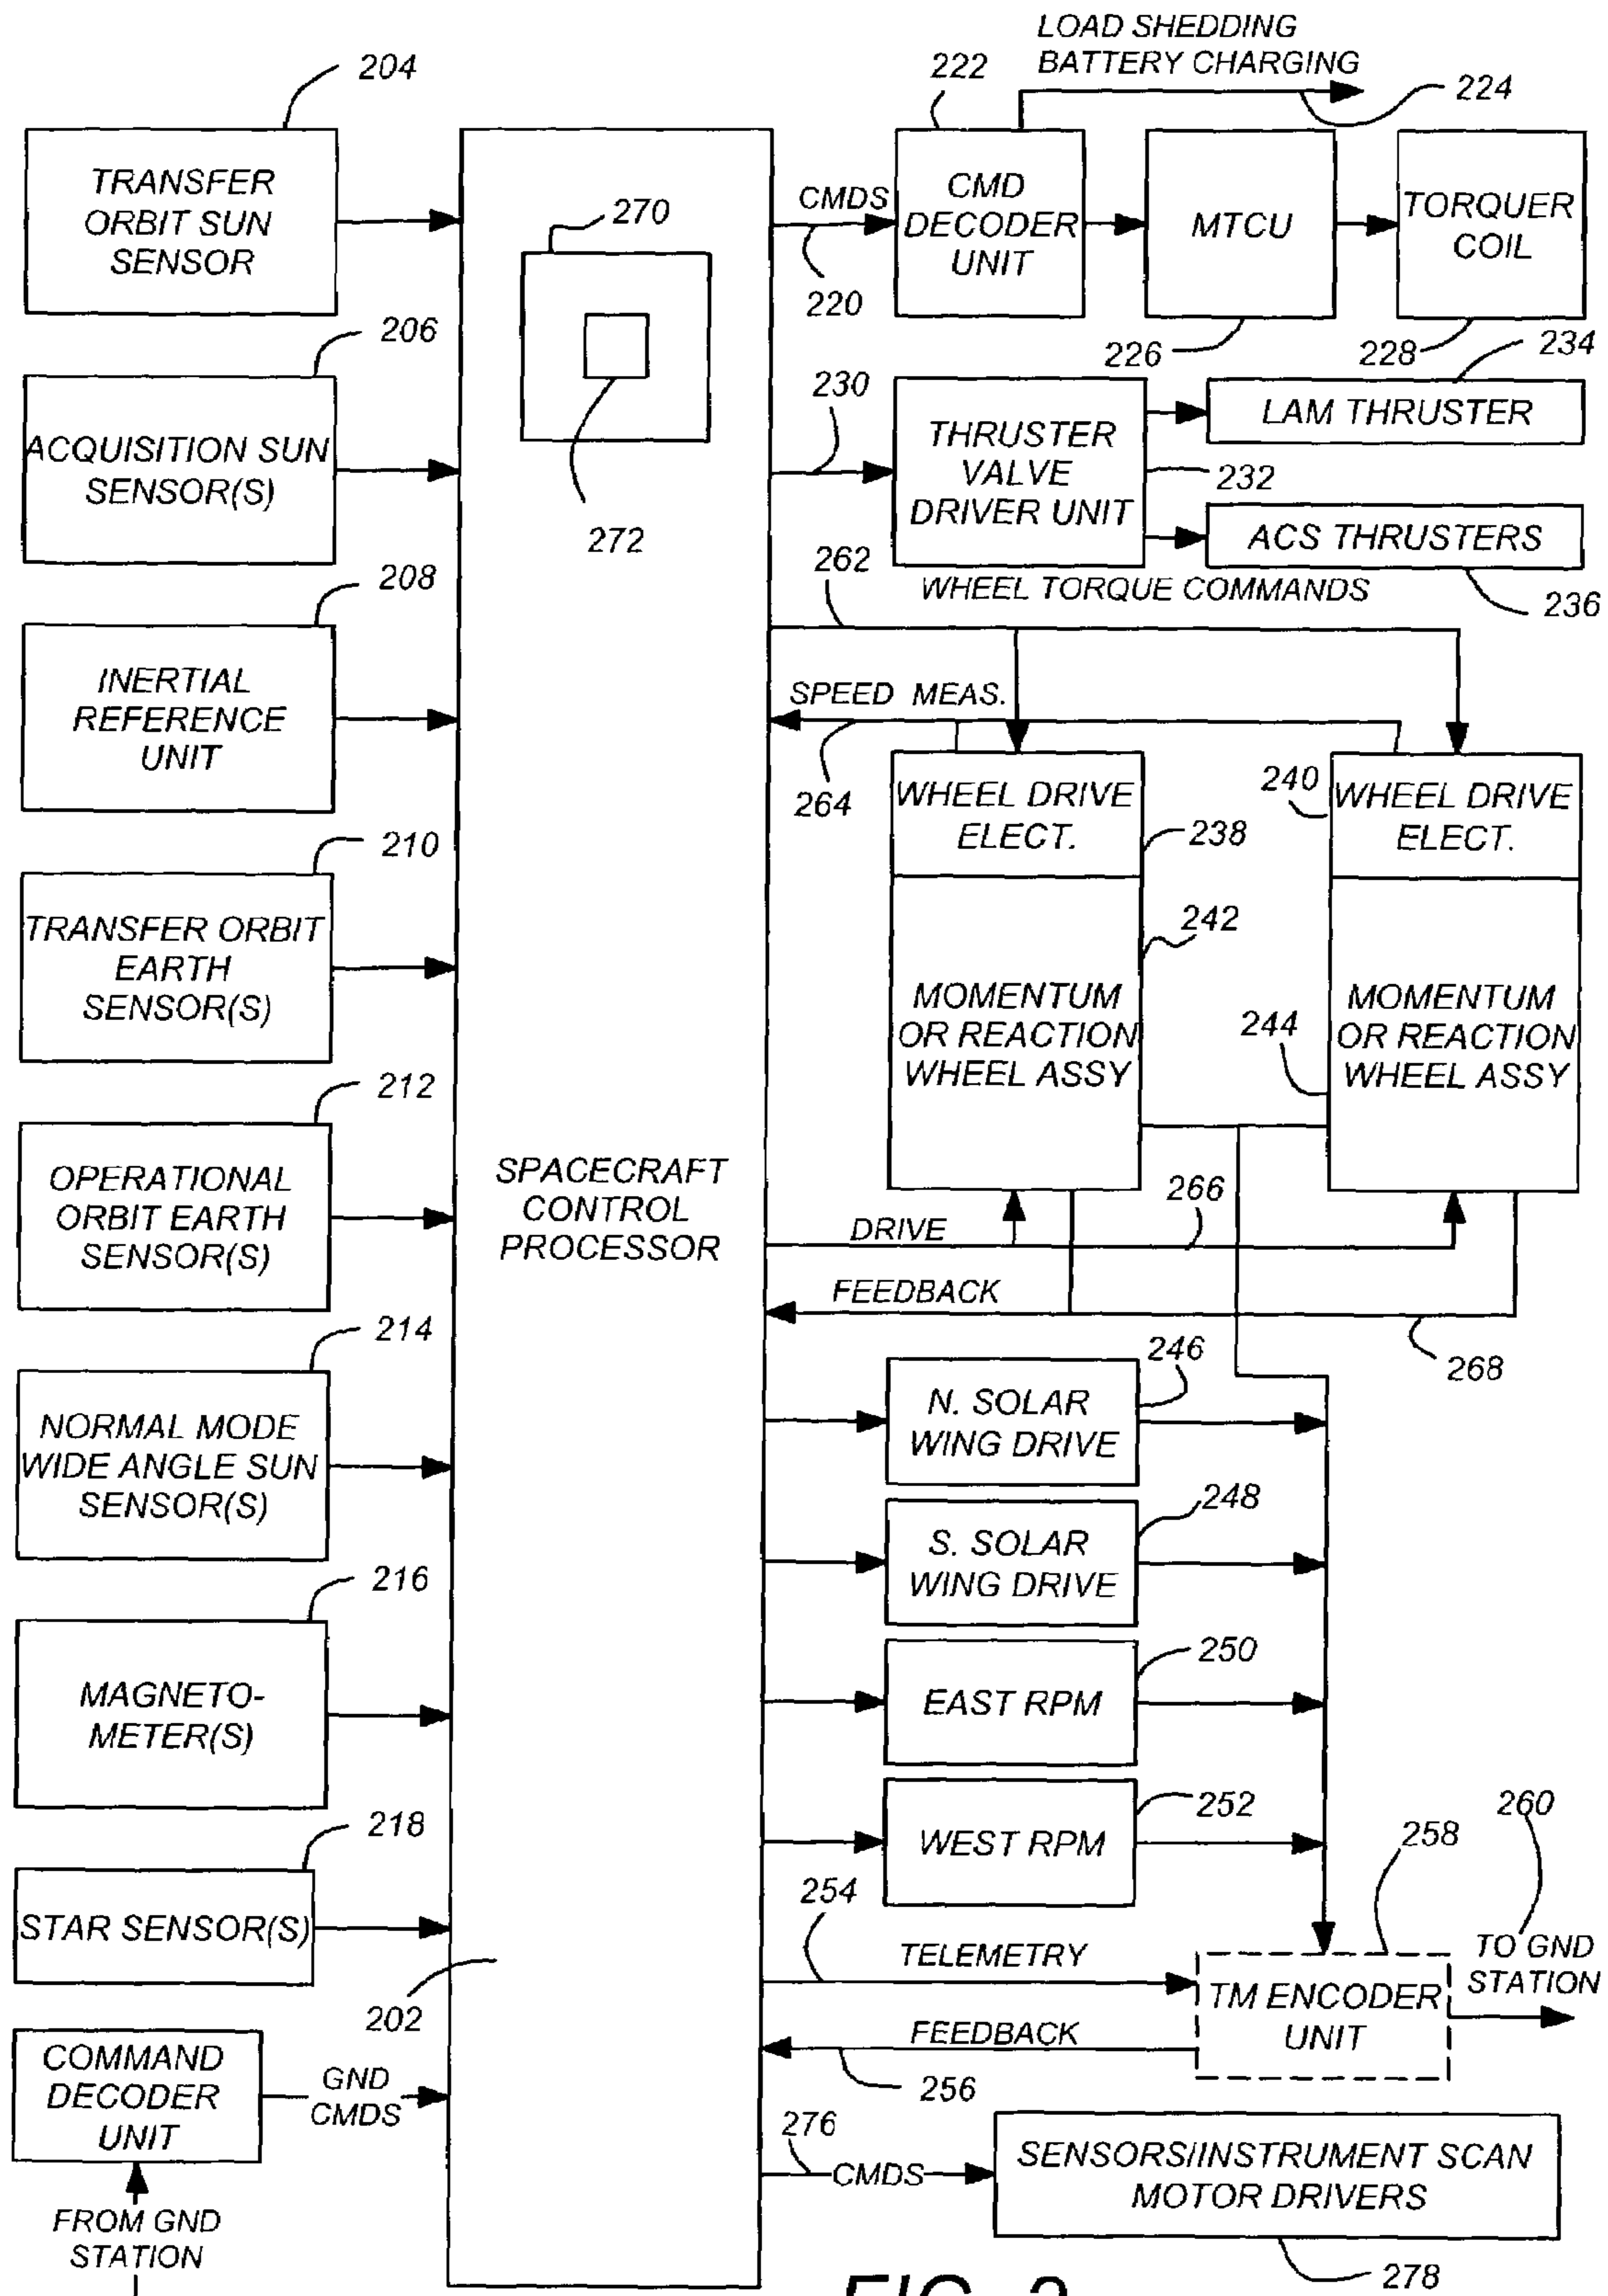 LOAD SHEDDING
BATTERY CHARGING
204
222
224
TRANSFER
ORBIT SUN
SENSOR
270
272
CMDS
220
CMD
DECODER
UNIT
MTCU
226
TORQUER
COIL
228
206
ACQUISITION SUN
SENSOR(S)
230
THRUSTER
VALVE
DRIVER UNIT
232
234
LAM THRUSTER
ACS THRUSTERS
236
208
INERTIAL
REFERENCE
UNIT
262
WHEEL TORQUE COMMANDS
SPEED MEAS.
264
WHEEL DRIVE
ELECT.
238
240
WHEEL DRIVE
ELECT.
210
TRANSFER ORBIT
EARTH
SENSOR(S)
242
MOMENTUM
OR REACTION
WHEEL ASSY
244
MOMENTUM
OR REACTION
WHEEL ASSY
212
OPERATIONAL
ORBIT EARTH
SENSOR(S)
SPACECRAFT
CONTROL
PROCESSOR
DRIVE
266
FEEDBACK
268
214
NORMAL MODE
WIDE ANGLE SUN
SENSOR(S)
246
N. SOLAR
WING DRIVE
248
S. SOLAR
WING DRIVE
216
MAGNETO-
METER(S)
250
EAST RPM
252
WEST RPM
218
STAR SENSOR(S)
202
254
TELEMETRY
258
260
TO GND
STATION
TM ENCODER
UNIT
FEEDBACK
256
COMMAND
DECODER
UNIT
GND
CMDS
276
CMDS
SENSORS/INSTRUMENT SCAN
MOTOR DRIVERS
278
FROM GND
STATION